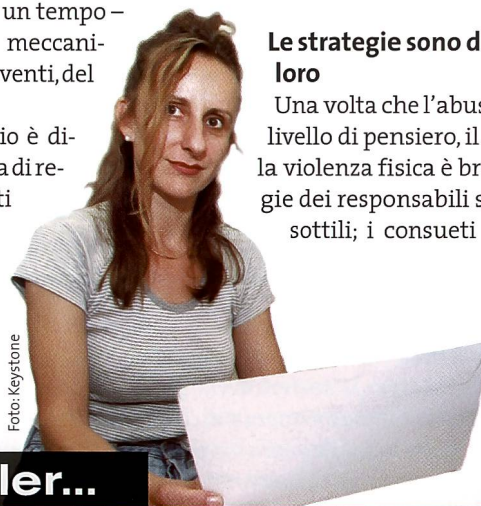 un tempo –
meccani-
venti, del
io è di-
a di re-
ti
Le strategie sono d
loro
Una volta che l'abus
livello di pensiero, il
la violenza fisica è br
gie dei responsabili s
sottili; i consueti
Foto: Keystone
ler...